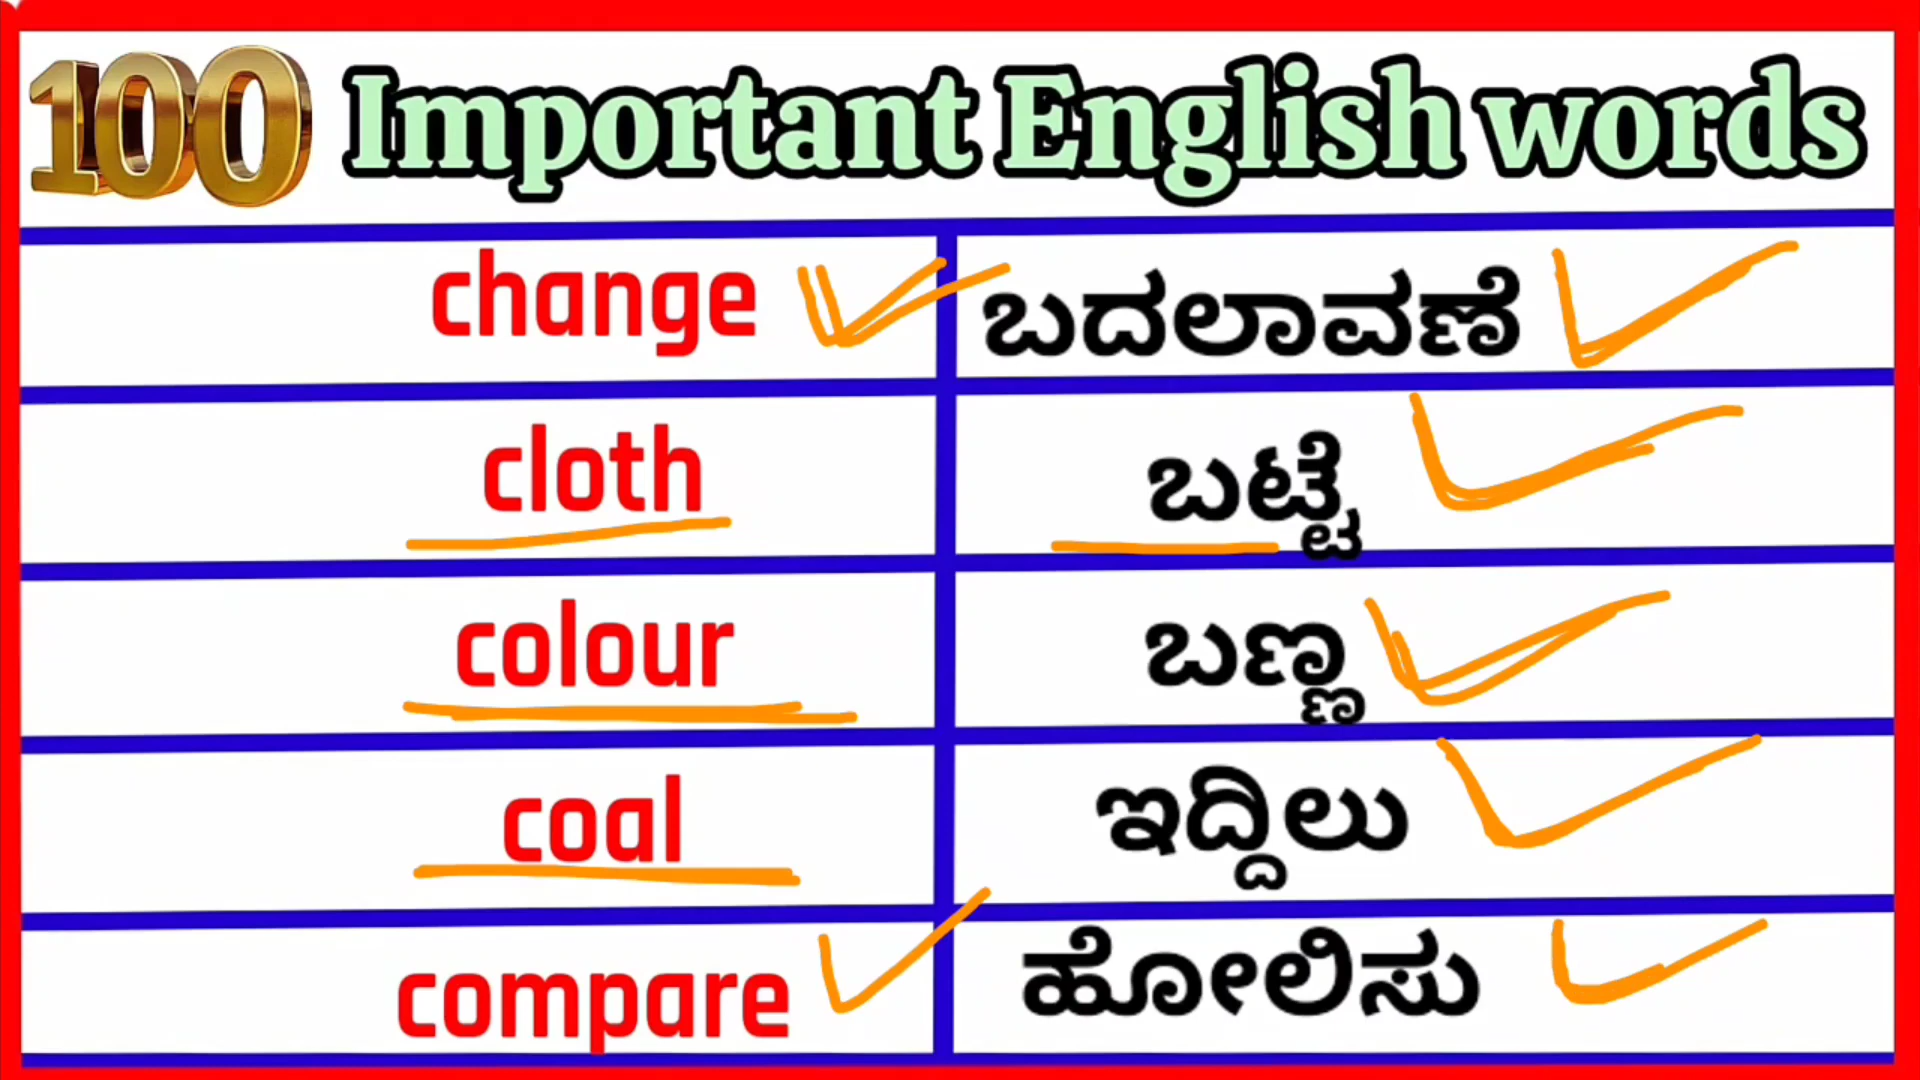 100 Important English words
change ಬದಲಾವಣೆ
cloth ಬಟ್ಟೆ
colour ಬಣ್ಣ
coal ಇದ್ದಿಲು
compare ಹೋಲಿಸು